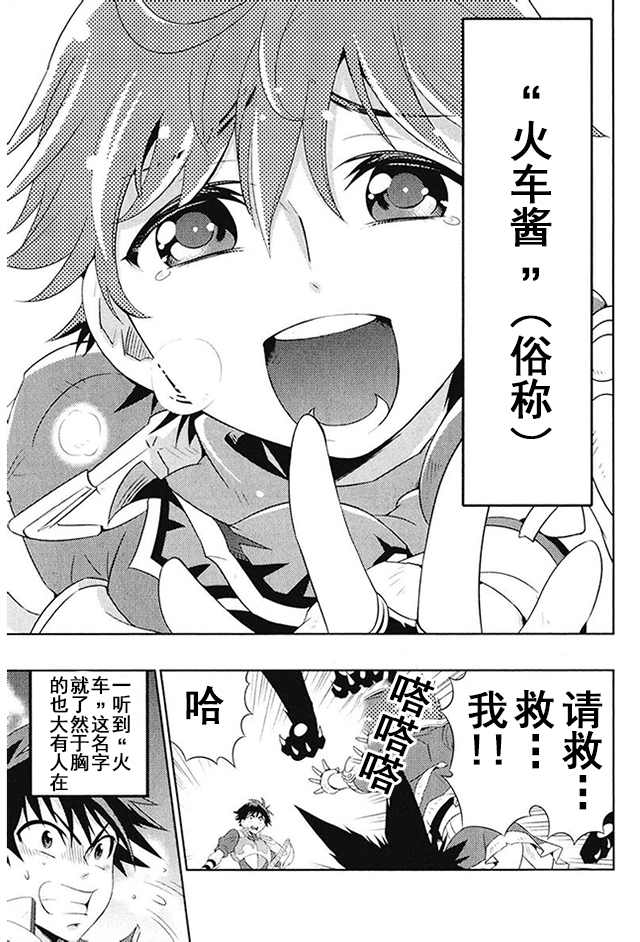 “火车酱”（俗称）
请救…
救…
我!!
嗒嗒嗒
哈
一听到“火
车”这名字
就了然于胸
的也大有人在